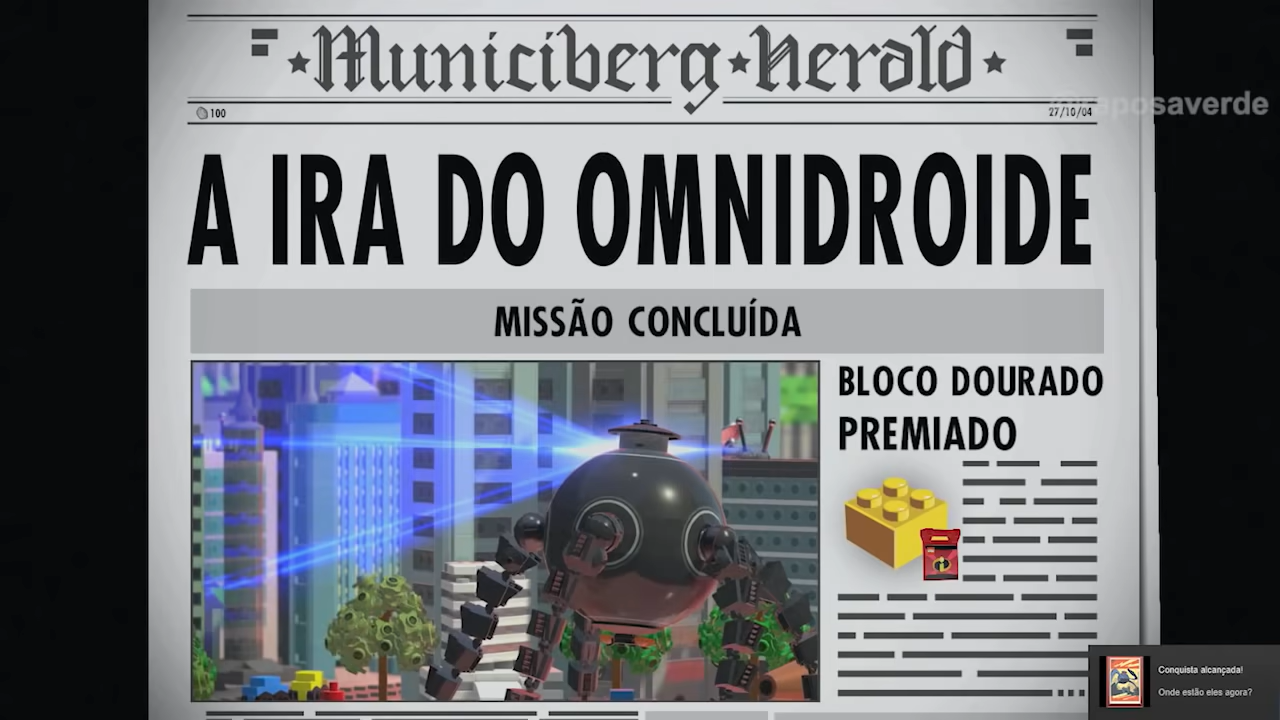 Municiberg Herald
100
27/10/04
A IRA DO OMNIDROIDE
MISSÃO CONCLUÍDA
BLOCO DOURADO
PREMIADO
Conquista alcançada!
Onde estão eles agora?